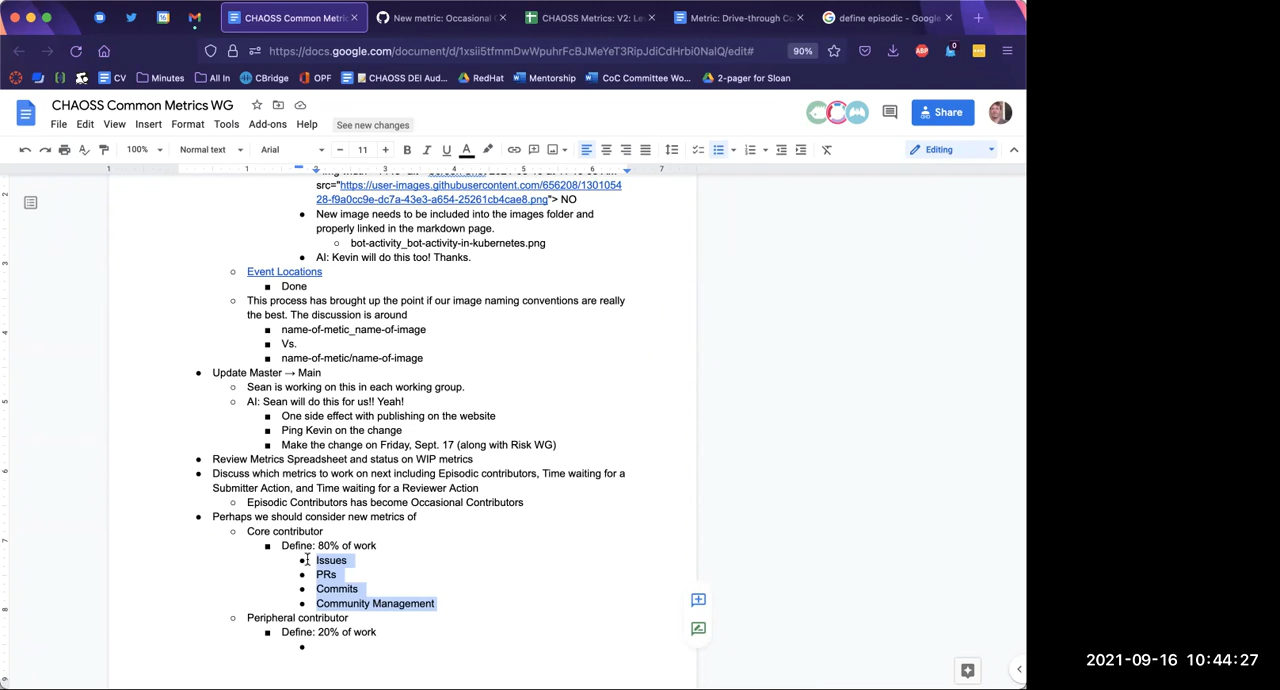 CHAOSS Common Metric
New metric: Occasional C
CHAOSS Metrics: V2: Lev
Metric: Drive-through Co
define episodic - Google
https://docs.google.com/document/d/1xsii5tfmmDwWpuhrFcBJMeYeT3RipJdiCdHrbi0NaIQ/edit#
90%
ABP
0
CV
Minutes
All In
CBridge
OPF
CHAOSS DEI Aud...
RedHat
Mentorship
CoC Committee Wo...
2-pager for Sloan
CHAOSS Common Metrics WG
File Edit View Insert Format Tools Add-ons Help
See new changes
Share
100%
Normal text
Arial
11
Editing
1 1 2 3 4 5 6 7
src="https://user-images.githubusercontent.com/656208/1301054
28-f9a0cc9e-dc7a-43e3-a654-25261cb4cae8.png"> NO
New image needs to be included into the images folder and
properly linked in the markdown page.
bot-activity_bot-activity-in-kubernetes.png
AI: Kevin will do this too! Thanks.
Event Locations
Done
This process has brought up the point if our image naming conventions are really
the best. The discussion is around
name-of-metic_name-of-image
Vs.
name-of-metic/name-of-image
Update Master → Main
Sean is working on this in each working group.
AI: Sean will do this for us!! Yeah!
One side effect with publishing on the website
Ping Kevin on the change
Make the change on Friday, Sept. 17 (along with Risk WG)
Review Metrics Spreadsheet and status on WIP metrics
Discuss which metrics to work on next including Episodic contributors, Time waiting for a
Submitter Action, and Time waiting for a Reviewer Action
Episodic Contributors has become Occasional Contributors
Perhaps we should consider new metrics of
Core contributor
Define: 80% of work
Issues
PRs
Commits
Community Management
Peripheral contributor
Define: 20% of work
2021-09-16 10:44:27